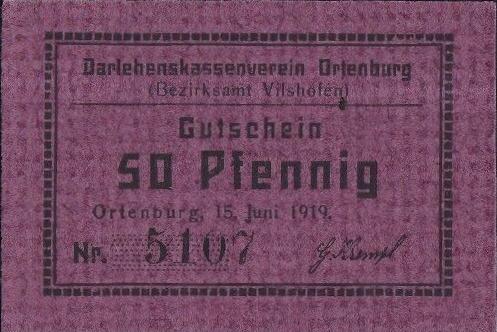 Darlehenskassenverein Ortenburg
(Bezirksamt Vilshofen)
Gutschein
50 Pfennig
Ortenburg, 15. Juni 1919.
Nr. 5107